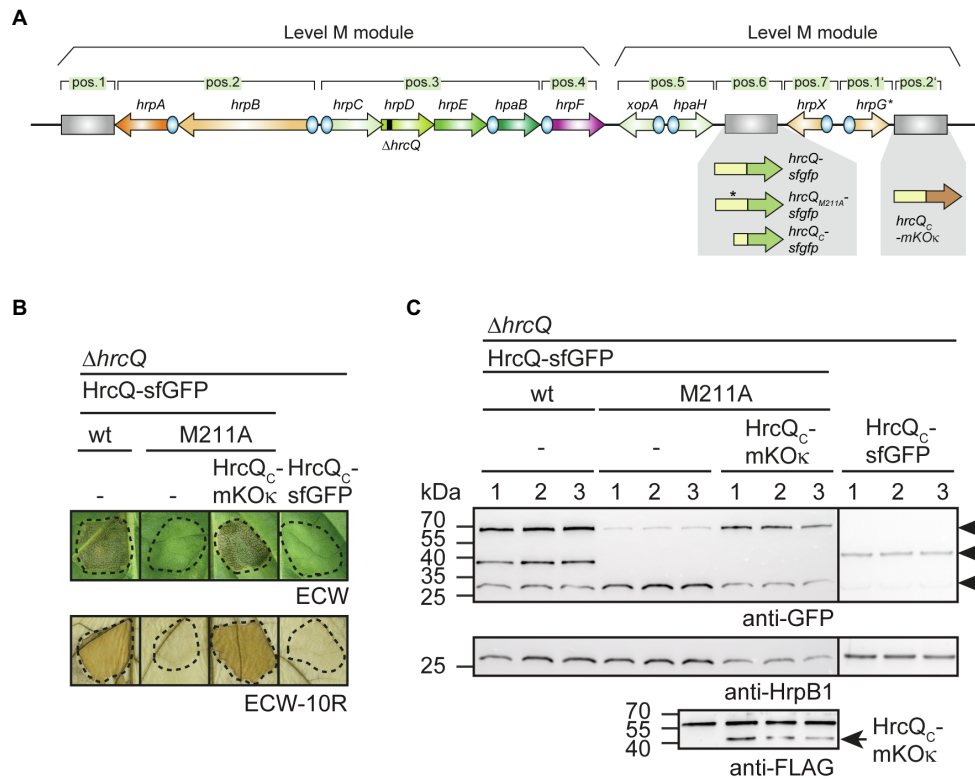 A
Level M module Level M module
pos.1 pos.2 pos.3 pos.4 pos.5 pos.6 pos.7 pos.1' pos.2'
hrpA hrpB hrpC hrpD hrpE hpaB hrpF xopA hpaH hrpX hrpG*
ΔhrcQ
hrcQ-
sfgfp
*
hrcQM211A-
sfgfp
hrcQC-
sfgfp
hrcQC
-mKOκ
B
ΔhrcQ
HrcQ-sfGFP
wt M211A
- - HrcQC-mKOκ HrcQC-sfGFP
ECW
ECW-10R
C
ΔhrcQ
HrcQ-sfGFP
wt M211A
- - HrcQC-mKOκ HrcQC-sfGFP
kDa 1 2 3 1 2 3 1 2 3 1 2 3
70
55
40
35
25
anti-GFP
25
anti-HrpB1
70
55
40
HrcQC-
mKOκ
anti-FLAG